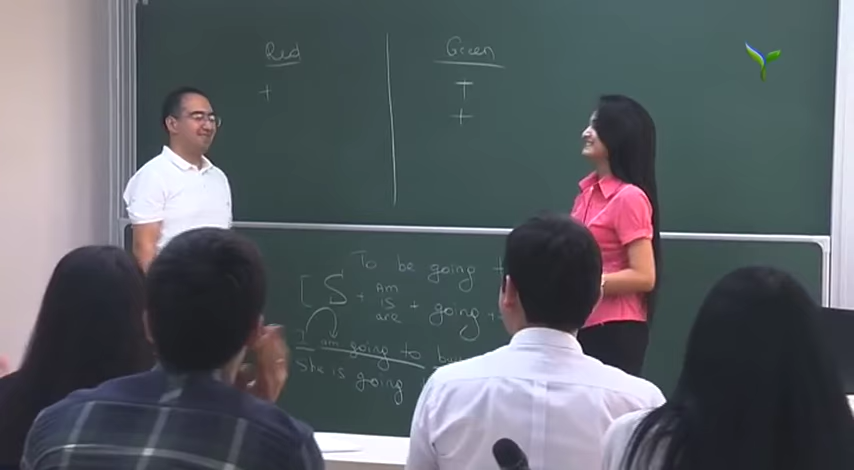 Red Green
+ +
+
To be going
[ S + Am + going +
is
are
I am going to
She is going